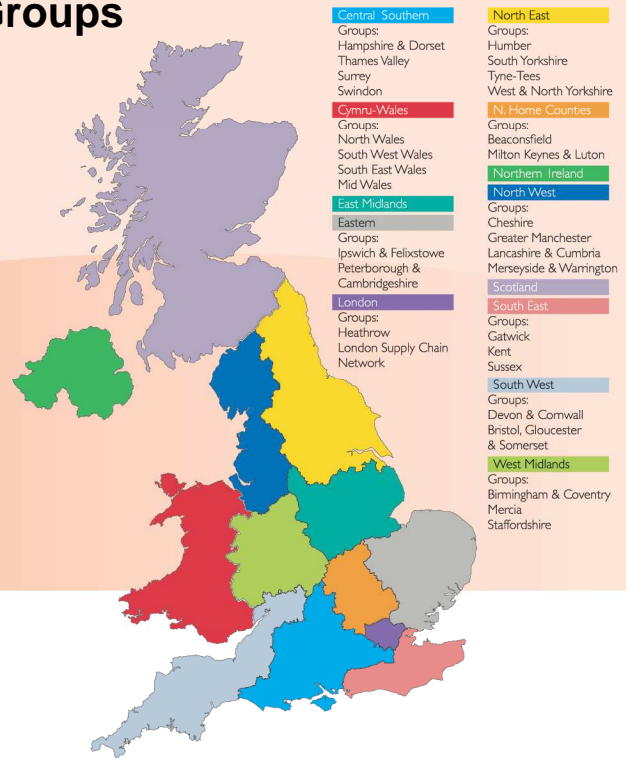 Groups
Central Southern
Groups:
Hampshire & Dorset
Thames Valley
Surrey
Swindon
Cymru-Wales
Groups:
North Wales
South West Wales
South East Wales
Mid Wales
East Midlands
Eastern
Groups:
Ipswich & Felixstowe
Peterborough &
Cambridgeshire
London
Groups:
Heathrow
London Supply Chain
Network
North East
Groups:
Humber
South Yorkshire
Tyne-Tees
West & North Yorkshire
N. Home Counties
Groups:
Beaconsfield
Milton Keynes & Luton
Northern Ireland
North West
Groups:
Cheshire
Greater Manchester
Lancashire & Cumbria
Merseyside & Warrington
Scotland
South East
Groups:
Gatwick
Kent
Sussex
South West
Groups:
Devon & Cornwall
Bristol, Gloucester
& Somerset
West Midlands
Groups:
Birmingham & Coventry
Mercia
Staffordshire